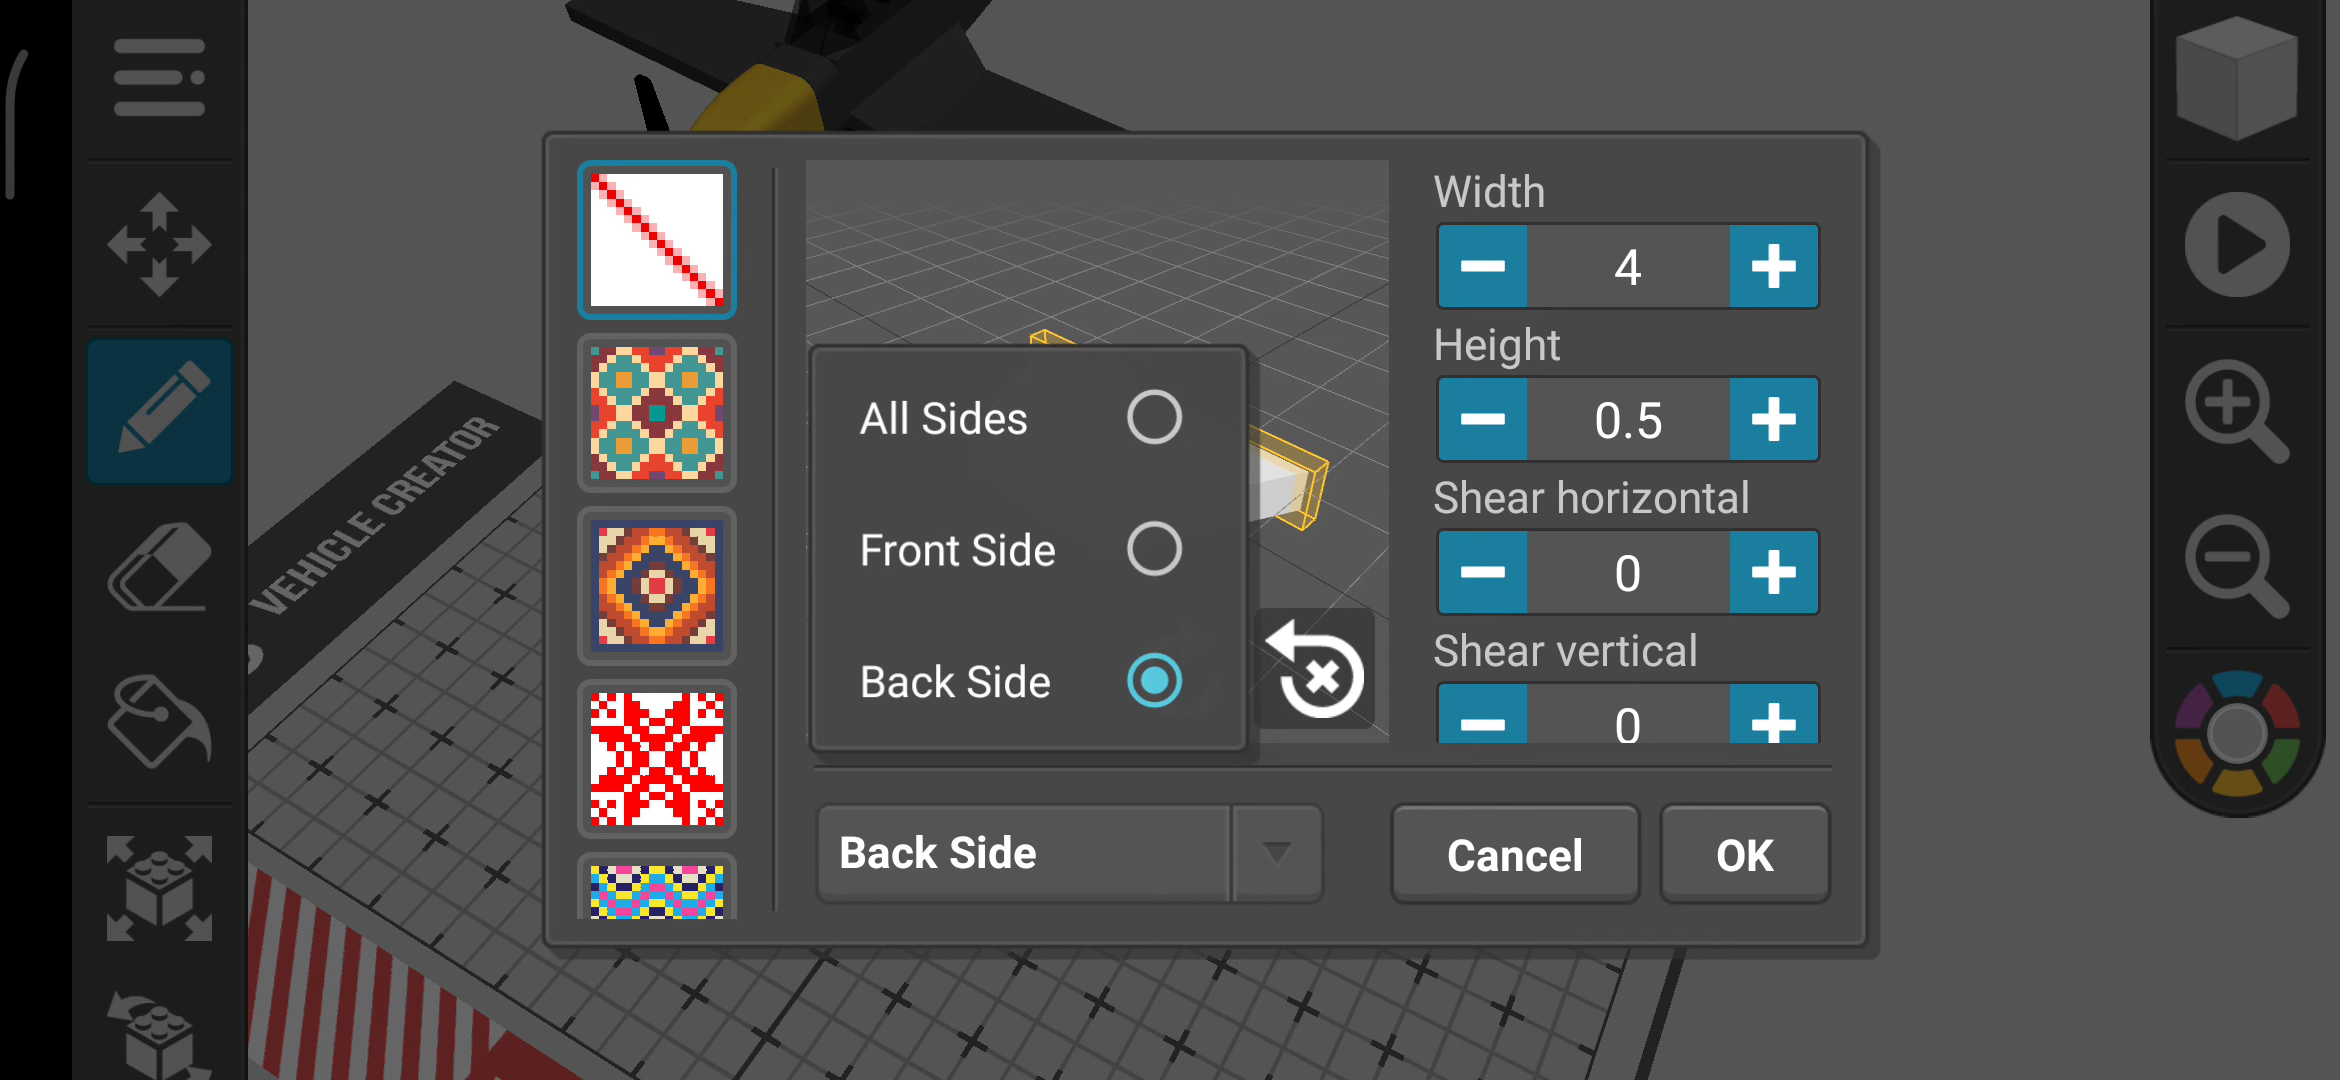 VEHICLE CREATOR
All Sides
Front Side
Back Side
Width
4
Height
0.5
Shear horizontal
0
Shear vertical
0
Back Side
Cancel
OK